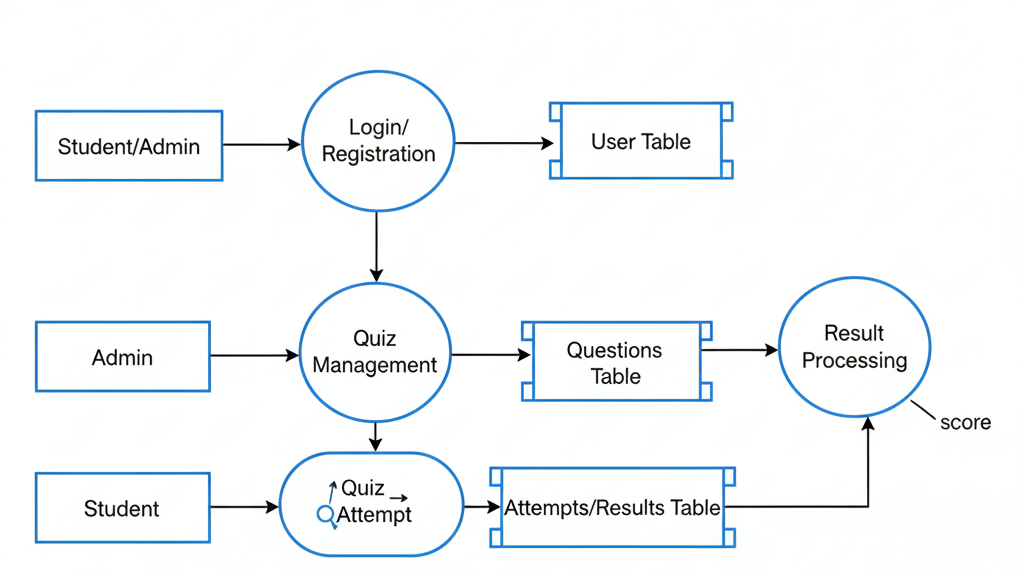 Student/Admin
Login/
Registration
User Table
Admin
Quiz
Management
Questions
Table
Result
Processing
score
Student
Quiz
Attempt
Attempts/Results Table